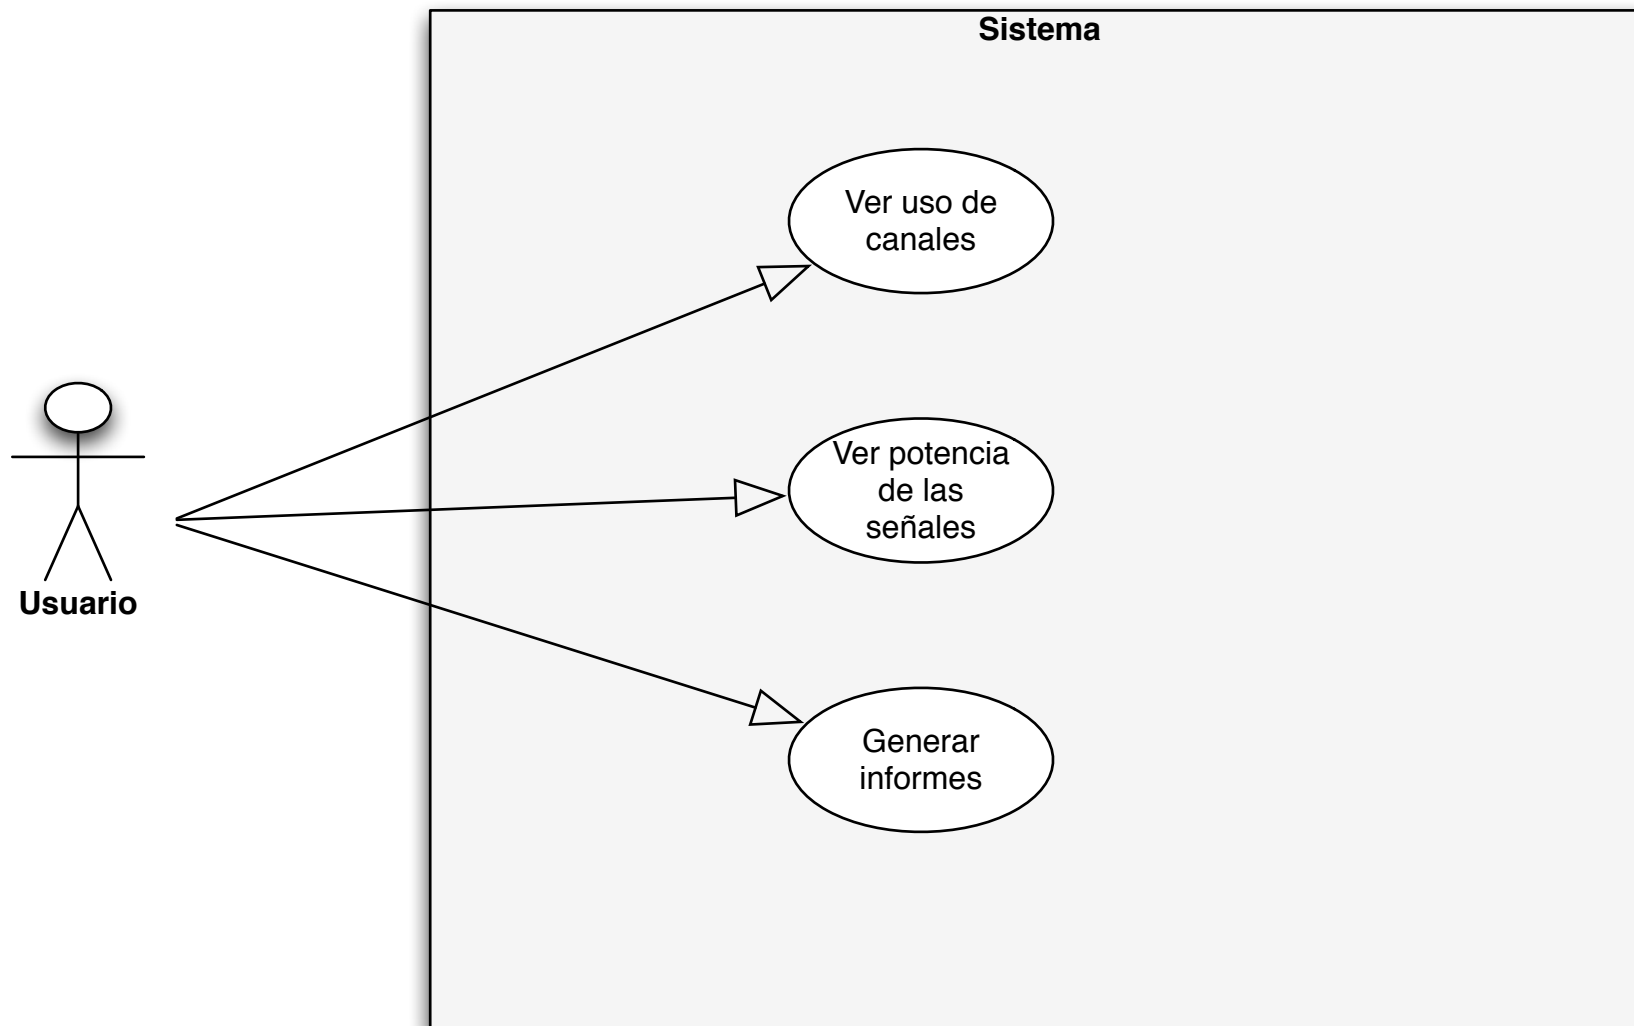 Sistema
Ver uso de
canales
Ver potencia
de las
señales
Usuario
Generar
informes